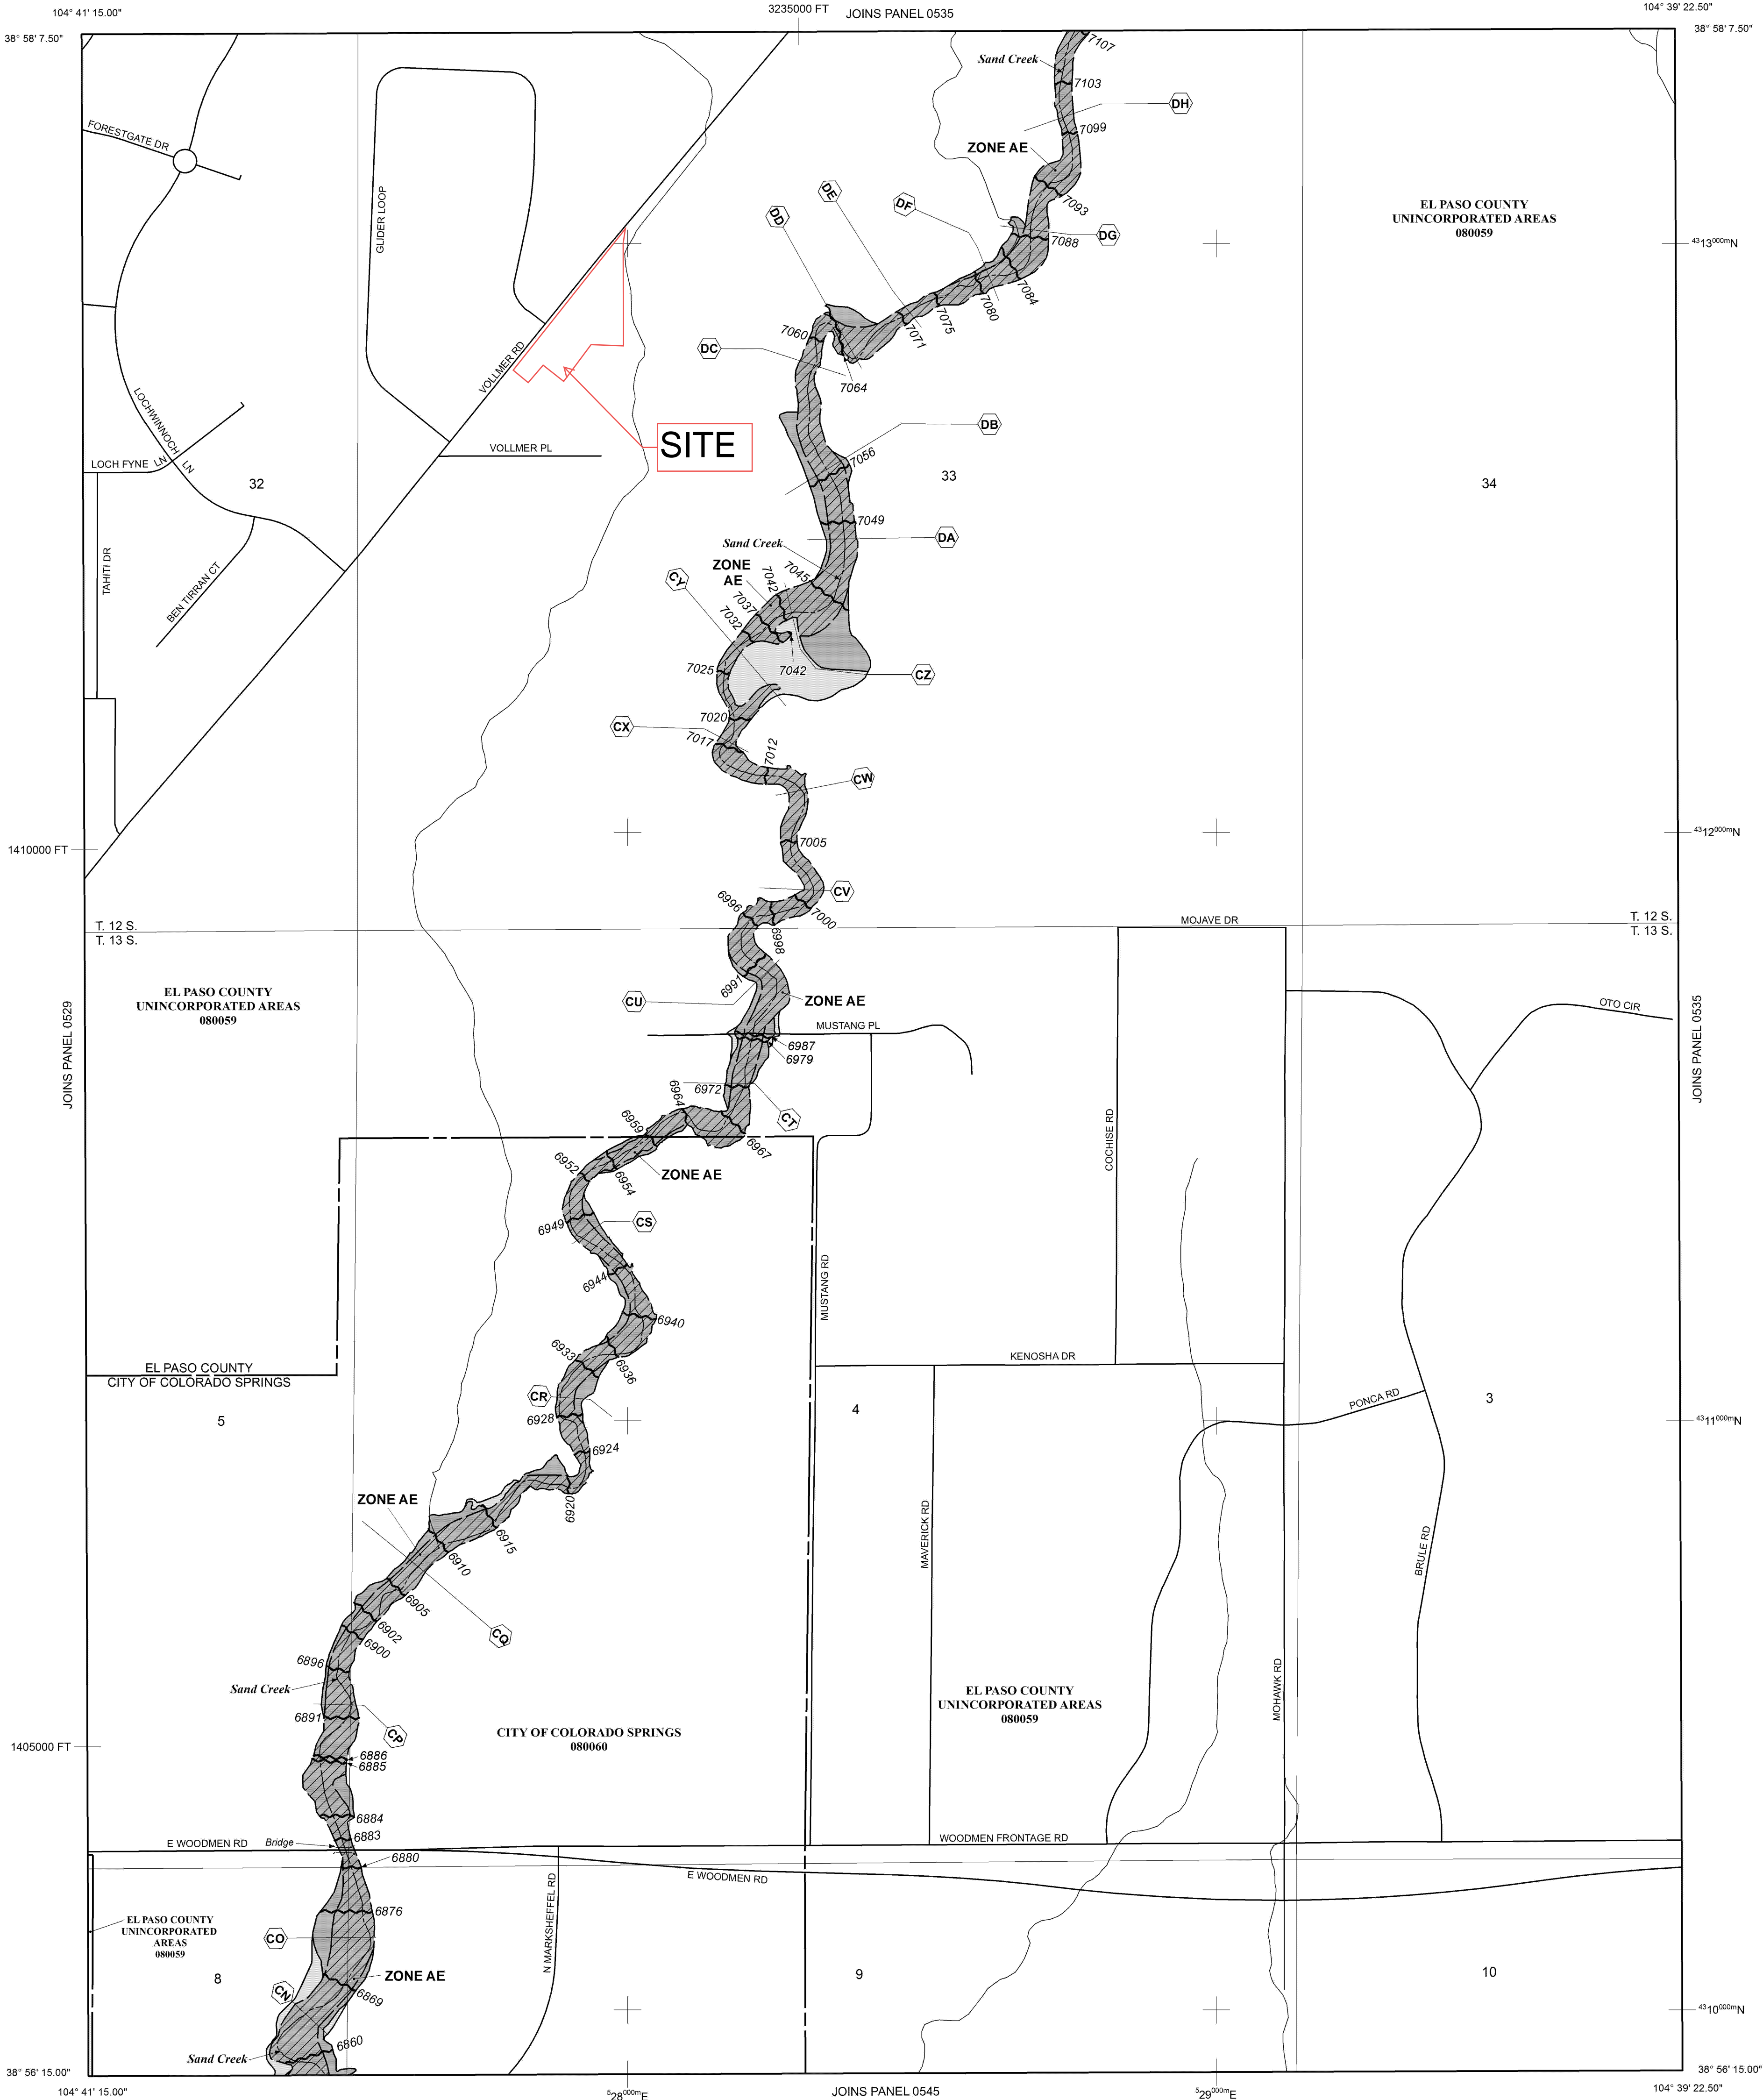 104° 41' 15.00"
3235000 FT
JOINS PANEL 0535
104° 39' 22.50"
38° 58' 7.50"
38° 58' 7.50"
7107
Sand Creek
7103
DH
7099
FORESTGATE DR
ZONE AE
GLIDER LOOP
DE
DF
7093
EL PASO COUNTY
UNINCORPORATED AREAS
080059
DD
DG
7088
4313000mN
7084
7080
7075
7071
7060
DC
VOLLMER RD
7064
LOCHWINNOCH LN
DB
SITE
VOLLMER PL
7056
LOCH FYNE LN
32
33
34
7049
DA
Sand Creek
TAHITI DR
ZONE
AE
7045
7042
CY
BEN TIRRAN CT
7037
7032
7025
7042
CZ
7020
CX
7017
7012
CW
1410000 FT
7005
4312000mN
CV
6996
7000
T. 12 S.
T. 13 S.
MOJAVE DR
T. 12 S.
T. 13 S.
6998
6991
EL PASO COUNTY
UNINCORPORATED AREAS
080059
CU
ZONE AE
OTO CIR
JOINS PANEL 0529
JOINS PANEL 0535
MUSTANG PL
6987
6979
6972
6964
CT
6959
6967
COCHISE RD
6952
ZONE AE
6954
6949
CS
6944
MUSTANG RD
6940
6933
6936
KENOSHA DR
EL PASO COUNTY
CITY OF COLORADO SPRINGS
CR
PONCA RD
5
4
3
6928
4311000mN
6924
ZONE AE
6920
6915
MAVERICK RD
BRULE RD
6910
6905
6902
CQ
6900
6896
Sand Creek
MOHAWK RD
EL PASO COUNTY
UNINCORPORATED AREAS
080059
6891
CP
CITY OF COLORADO SPRINGS
080060
1405000 FT
6886
6885
6884
6883
E WOODMEN RD
Bridge
WOODMEN FRONTAGE RD
6880
E WOODMEN RD
N MARKSHEFFEL RD
6876
EL PASO COUNTY
UNINCORPORATED
AREAS
080059
CO
8
ZONE AE
9
10
CN
6869
4310000mN
6860
Sand Creek
38° 56' 15.00"
38° 56' 15.00"
104° 41' 15.00"
528000mE
JOINS PANEL 0545
529000mE
104° 39' 22.50"